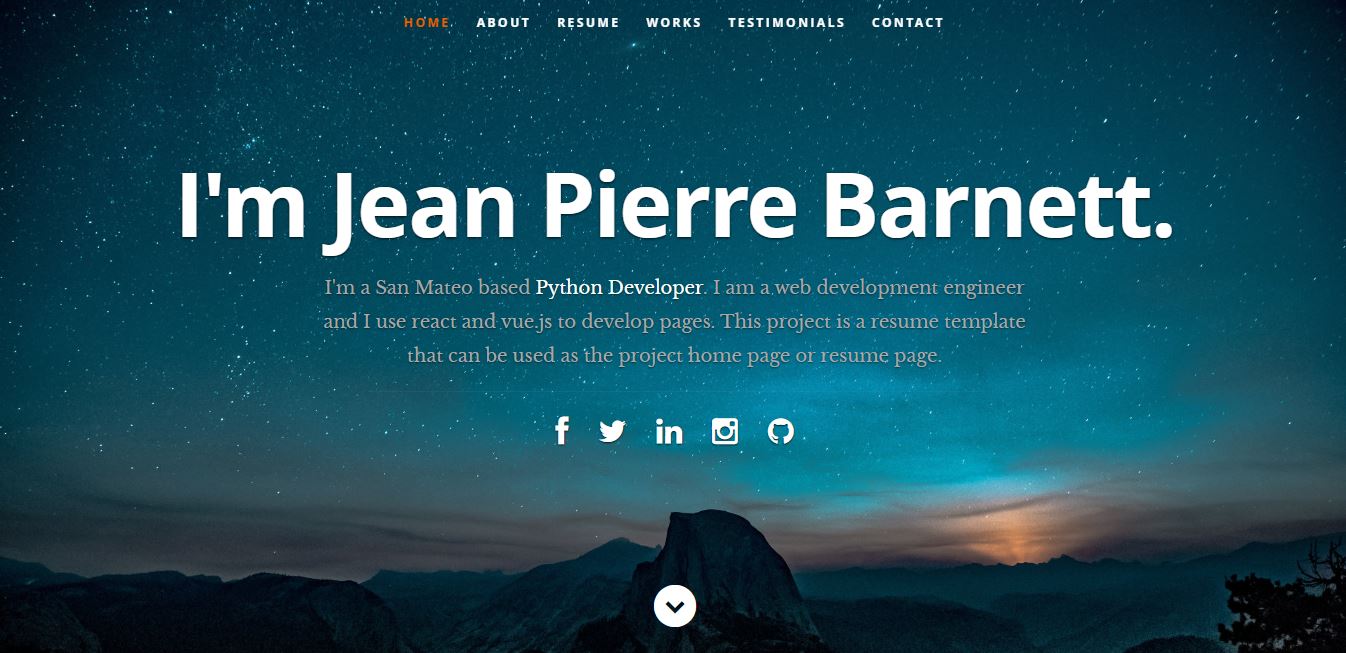 HOME ABOUT RESUME WORKS TESTIMONIALS CONTACT
I'm Jean Pierre Barnett.
I'm a San Mateo based Python Developer. I am a web development engineer
and I use react and vue.js to develop pages. This project is a resume template
that can be used as the project home page or resume page.